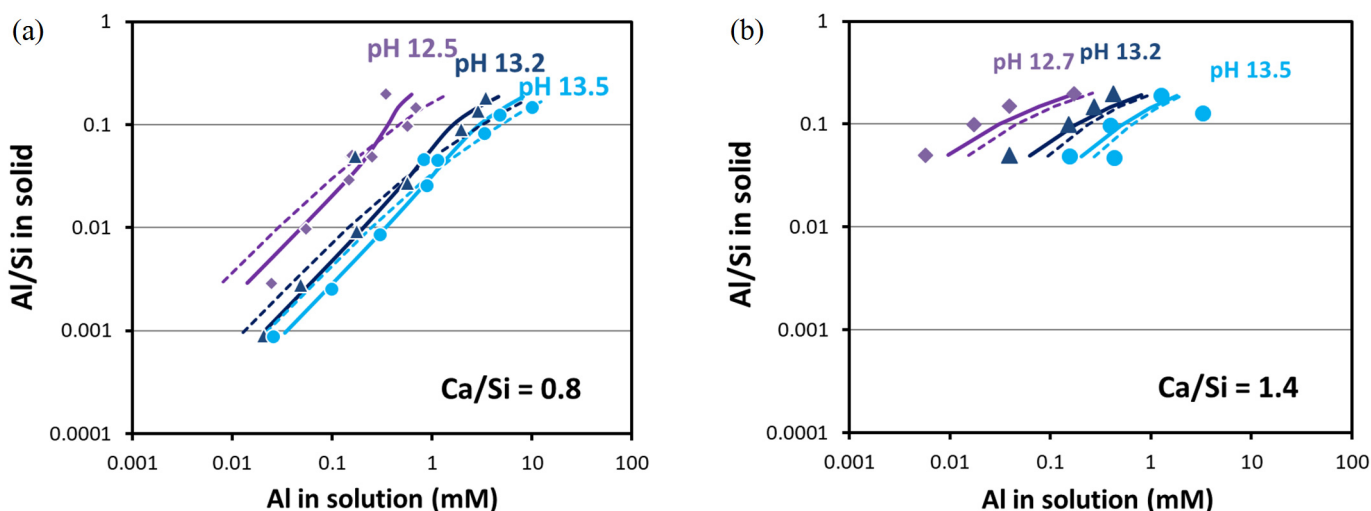 (a)
pH 12.5
pH 13.2
pH 13.5
1
0.1
0.01
0.001
0.0001
Al/Si in solid
Ca/Si = 0.8
0.001
0.01
0.1
1
10
100
Al in solution (mM)
(b)
pH 12.7
pH 13.2
pH 13.5
1
0.1
0.01
0.001
0.0001
Al/Si in solid
Ca/Si = 1.4
0.001
0.01
0.1
1
10
100
Al in solution (mM)